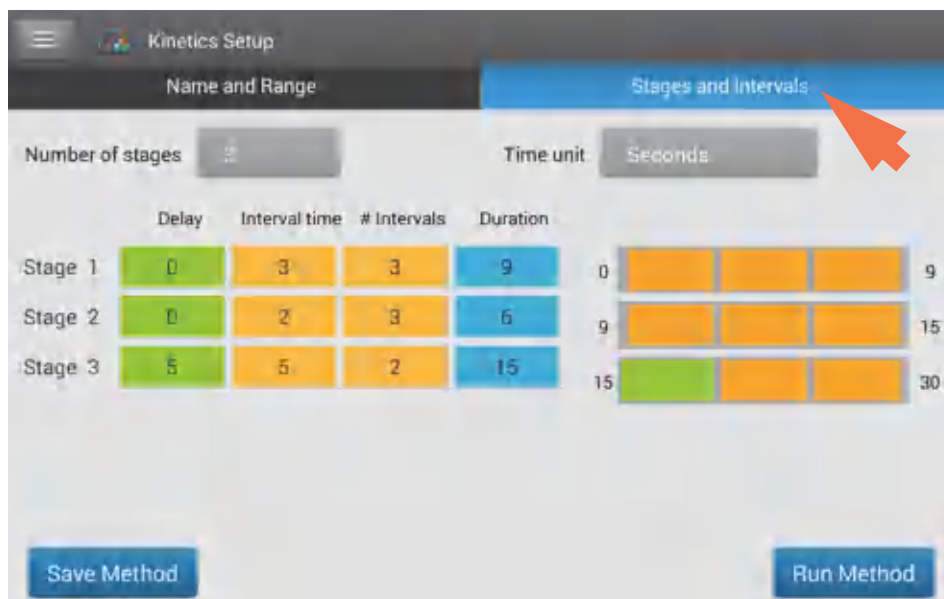 Kinetics Setup
Name and Range Stages and Intervals
Number of stages 3 Time unit Seconds
Delay Interval time # Intervals Duration
Stage 1 0 3 3 9 0 9
Stage 2 0 2 3 6 9 15
Stage 3 5 5 2 15 15 30
Save Method Run Method